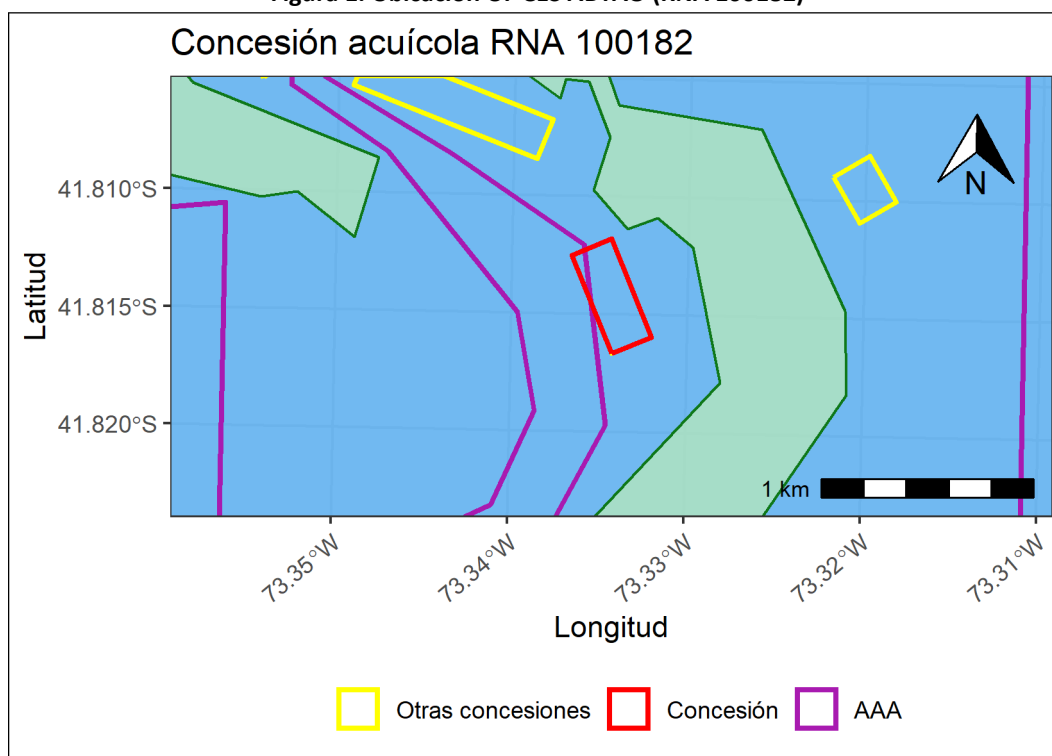 Concesión acuícola RNA 100182
N
41.810°S
41.815°S
41.820°S
Latitud
1 km
73.35°W
73.34°W
73.33°W
73.32°W
73.31°W
Longitud
Otras concesiones
Concesión
AAA